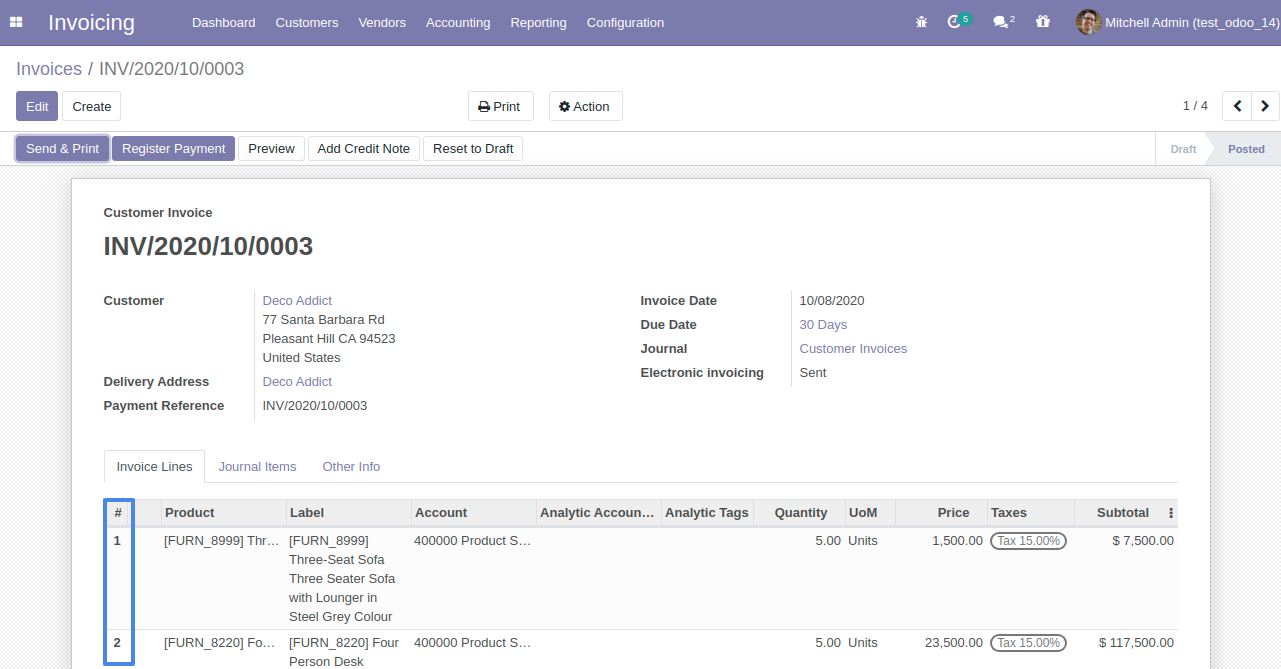 Invoicing Dashboard Customers Vendors Accounting Reporting Configuration 5 2 Mitchell Admin (test_odoo_14)
Invoices / INV/2020/10/0003
Edit Create Print Action 1 / 4
Send & Print Register Payment Preview Add Credit Note Reset to Draft Draft Posted
Customer Invoice
INV/2020/10/0003
Customer Deco Addict Invoice Date 10/08/2020
77 Santa Barbara Rd
Due Date 30 Days
Pleasant Hill CA 94523
Journal Customer Invoices
United States
Electronic invoicing Sent
Delivery Address Deco Addict
Payment Reference INV/2020/10/0003
Invoice Lines Journal Items Other Info
# Product Label Account Analytic Accoun... Analytic Tags Quantity UoM Price Taxes Subtotal
1 [FURN_8999] Thr... [FURN_8999] 400000 Product S... 5.00 Units 1,500.00 Tax 15.00% $ 7,500.00
Three-Seat Sofa
Three Seater Sofa
with Lounger in
Steel Grey Colour
2 [FURN_8220] Fo... [FURN_8220] Four 400000 Product S... 5.00 Units 23,500.00 Tax 15.00% $ 117,500.00
Person Desk